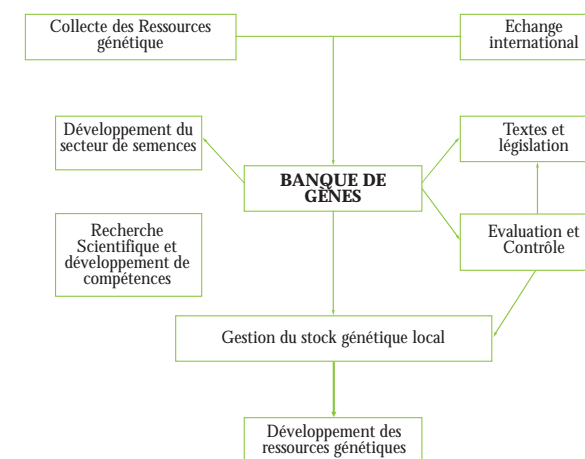 Collecte des Ressources
génétique
Echange
international
Développement du
secteur de semences
Textes et
législation
BANQUE DE
GÈNES
Recherche
Scientifique et
développement de
compétences
Evaluation et
Contrôle
Gestion du stock génétique local
Développement des
ressources génétiques